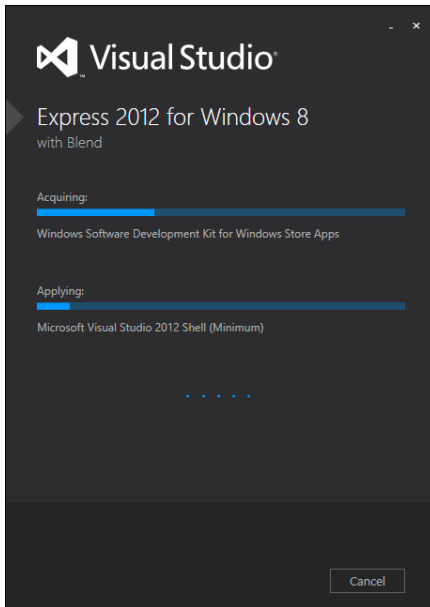 Visual Studio
Express 2012 for Windows 8
with Blend
Acquiring:
Windows Software Development Kit for Windows Store Apps
Applying:
Microsoft Visual Studio 2012 Shell (Minimum)
Cancel